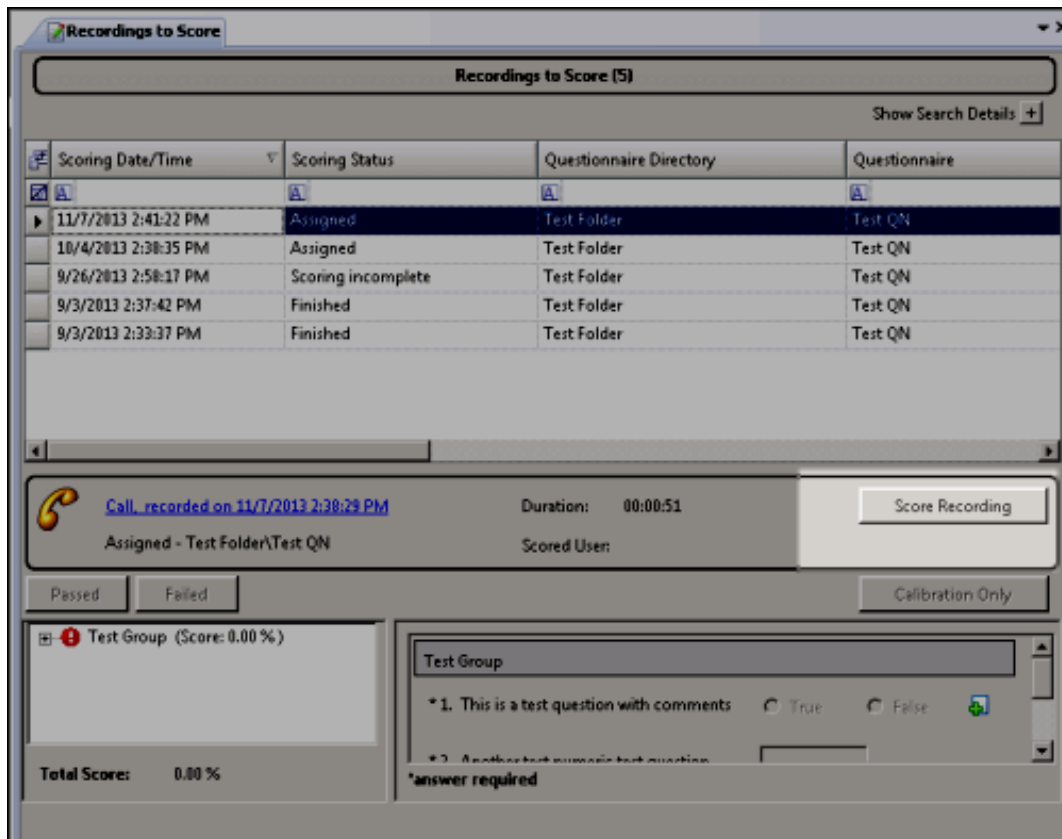 Recordings to Score
Recordings to Score (5)
Show Search Details +
Scoring Date/Time Scoring Status Questionnaire Directory Questionnaire
A A A A
11/7/2013 2:41:22 PM Assigned Test Folder Test QN
10/4/2013 2:38:35 PM Assigned Test Folder Test QN
9/26/2013 2:58:17 PM Scoring incomplete Test Folder Test QN
9/3/2013 2:37:42 PM Finished Test Folder Test QN
9/3/2013 2:33:37 PM Finished Test Folder Test QN
Call, recorded on 11/7/2013 2:38:29 PM Duration: 00:00:51 Score Recording
Assigned - Test Folder\Test QN Scored User:
Passed Failed Calibration Only
Test Group (Score: 0.00 %)
Test Group
* 1. This is a test question with comments True False
* 2. Another test numeric test question
Total Score: 0.00 %
*answer required